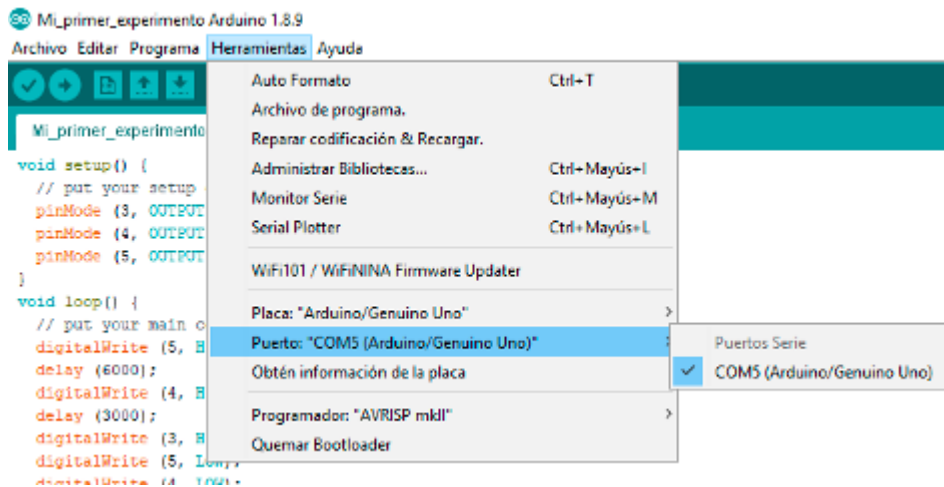 Mi_primer_experimento Arduino 1.8.9
Archivo Editar Programa Herramientas Ayuda
Mi_primer_experimento
Auto Formato Ctrl+T
Archivo de programa.
Reparar codificación & Recargar.
Administrar Bibliotecas... Ctrl+Mayús+I
Monitor Serie Ctrl+Mayús+M
Serial Plotter Ctrl+Mayús+L
WiFi101 / WiFiNINA Firmware Updater
Placa: "Arduino/Genuino Uno"
Puerto: "COM5 (Arduino/Genuino Uno)"
Obtén información de la placa
Programador: "AVRISP mkII"
Quemar Bootloader
Puertos Serie
COM5 (Arduino/Genuino Uno)
void setup() {
// put your setup
pinMode (3, OUTPUT
pinMode (4, OUTPUT
pinMode (5, OUTPUT
}
void loop() {
// put your main c
digitalWrite (5, H
delay (6000);
digitalWrite (4, H
delay (3000);
digitalWrite (3, H
digitalWrite (5, LOW);
digitalWrite (4, LOW);